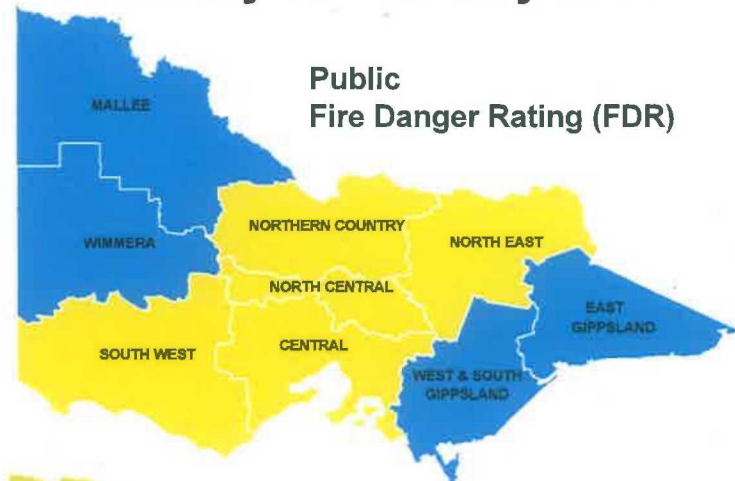 Public
Fire Danger Rating (FDR)
MALLEE
NORTHERN COUNTRY
WIMMERA
NORTH EAST
NORTH CENTRAL
EAST
GIPPSLAND
CENTRAL
SOUTH WEST
WEST & SOUTH
GIPPSLAND